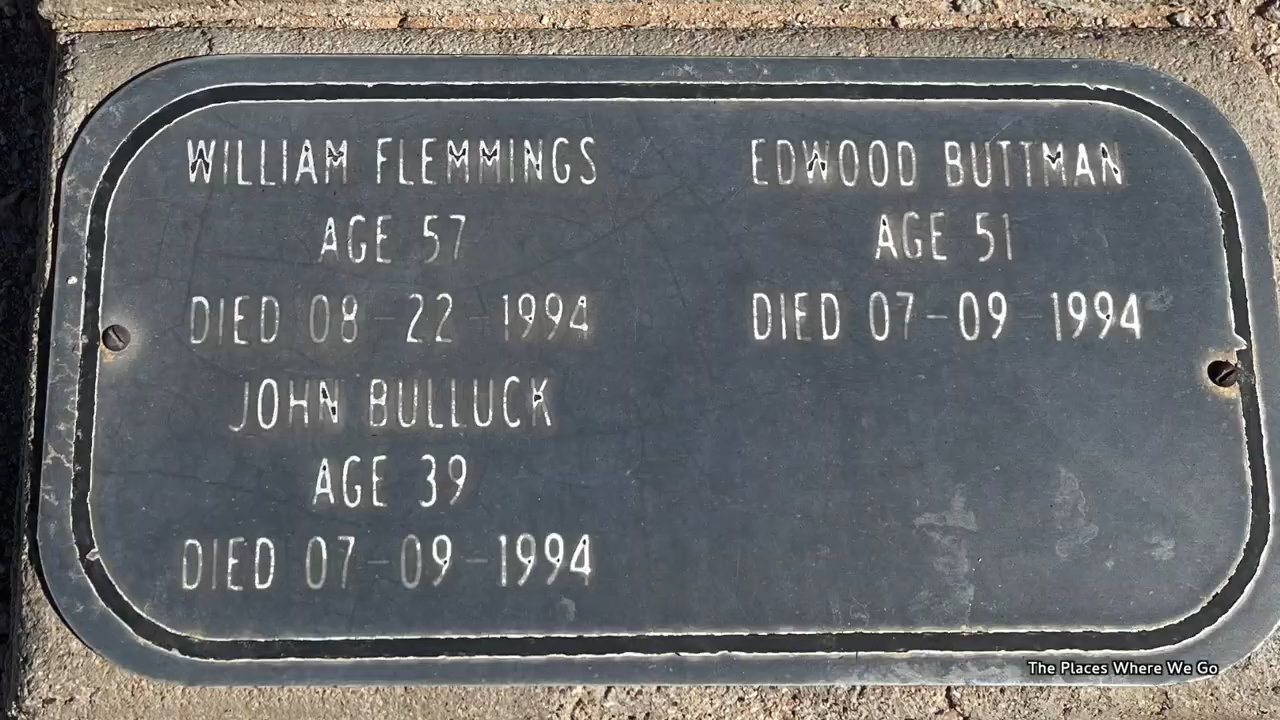 WILLIAM FLEMMINGS
AGE 57
DIED 08-22-1994
JOHN BULLUCK
AGE 39
DIED 07-09-1994
EDWOOD BUTTMAN
AGE 51
DIED 07-09-1994
The Places Where We Go